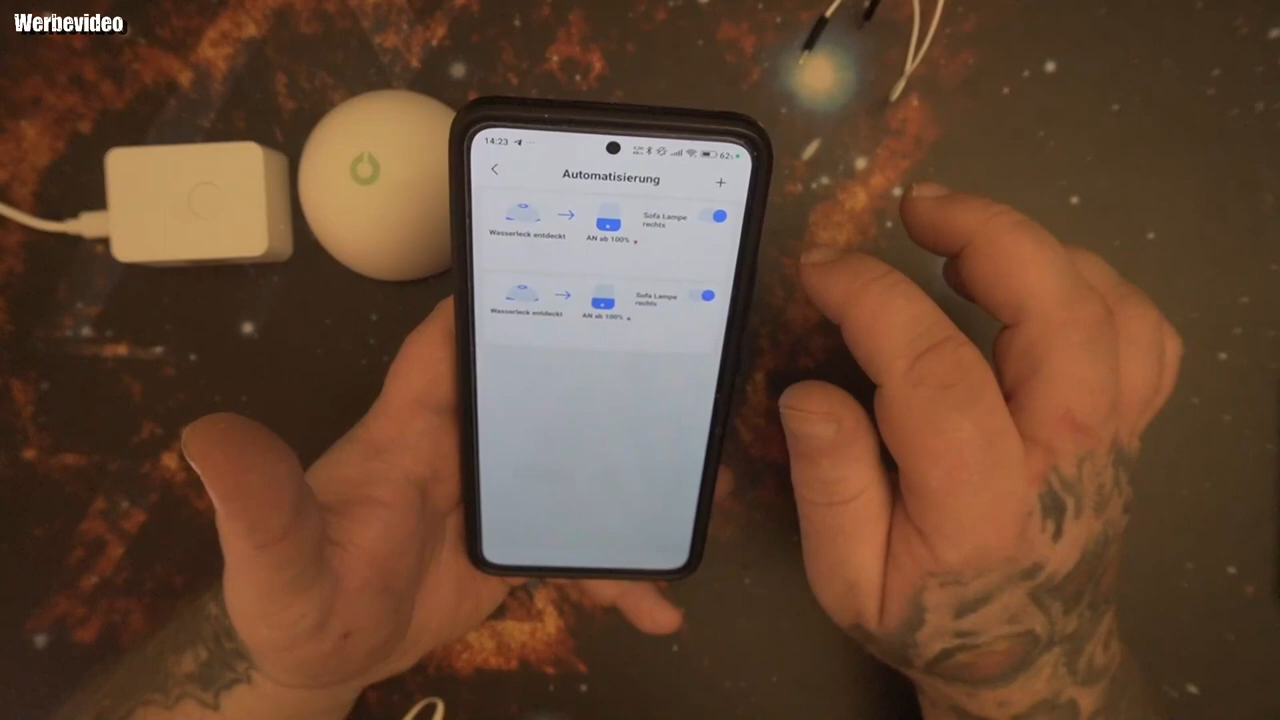 Werbevideo
14:23
62%
Automatisierung
Wasserleck entdeckt
AN ab 100%
Sofa Lampe
rechts
Wasserleck entdeckt
AN ab 100%
Sofa Lampe
rechts